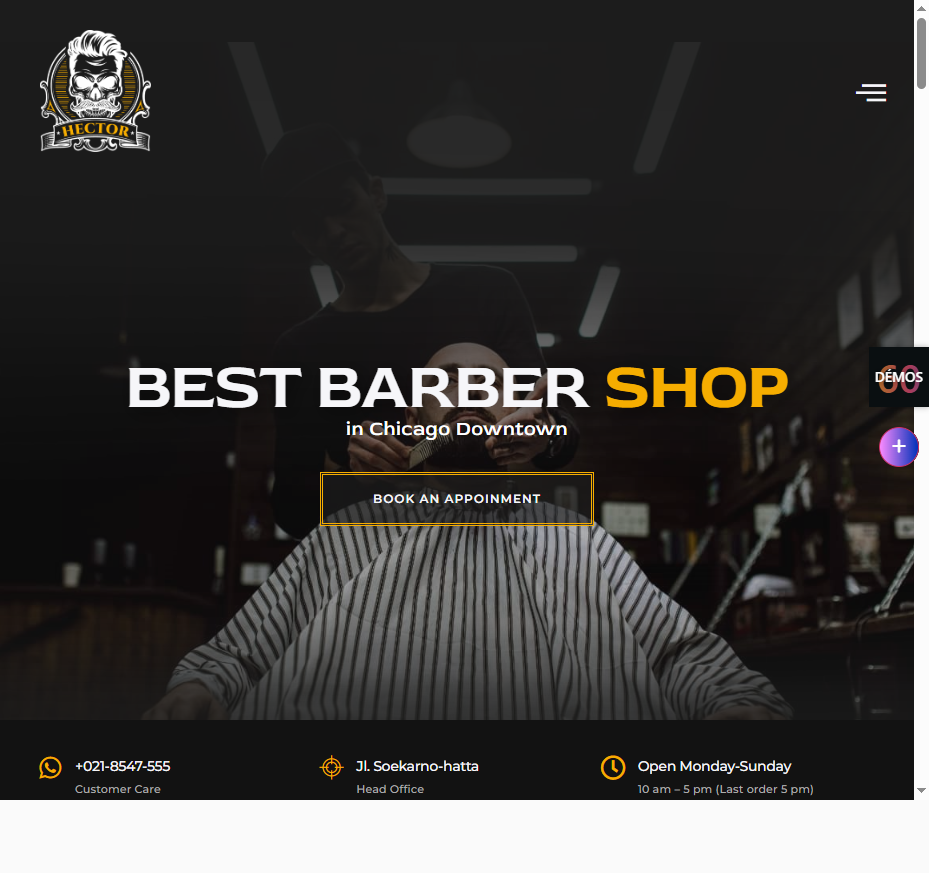 HECTOR
BEST BARBER SHOP
in Chicago Downtown
BOOK AN APPOINMENT
60
DÉMOS
+
+021-8547-555
Customer Care
Jl. Soekarno-hatta
Head Office
Open Monday-Sunday
10 am – 5 pm (Last order 5 pm)